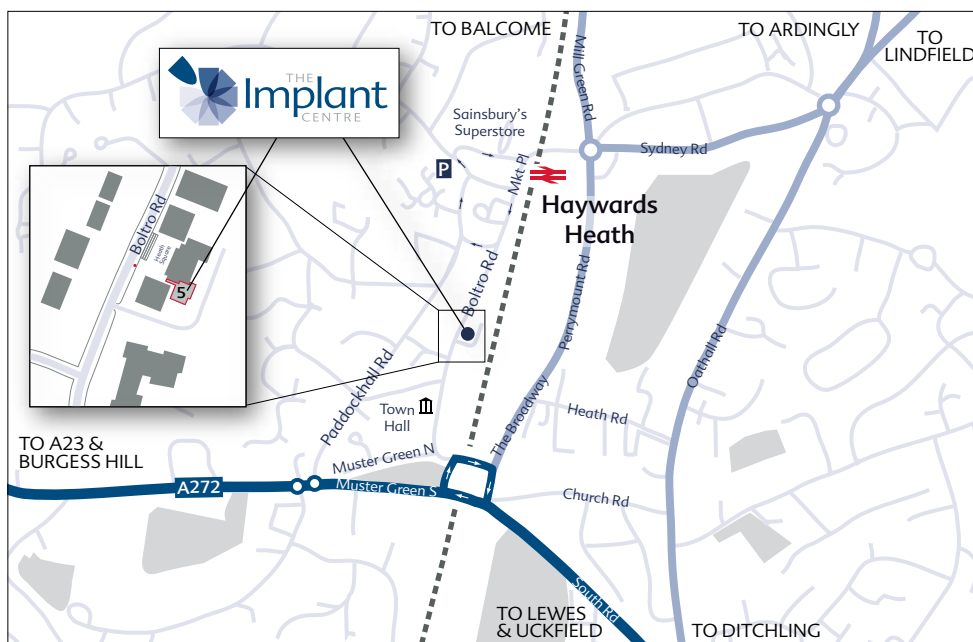 TO BALCOME
TO ARDINGLY
TO
LINDFIELD
THE
Implant
CENTRE
Mill Green Rd
Sainsbury's
Superstore
Sydney Rd
P
Mkt Pl
Haywards
Heath
Boltro Rd
Heath
Square
5
Boltro Rd
Perrymount Rd
Oathall Rd
Paddockhall Rd
Town
Hall
The Broadway
Heath Rd
TO A23 &
BURGESS HILL
Muster Green N
A272
Muster Green S
Church Rd
South Rd
TO LEWES
& UCKFIELD
TO DITCHLING